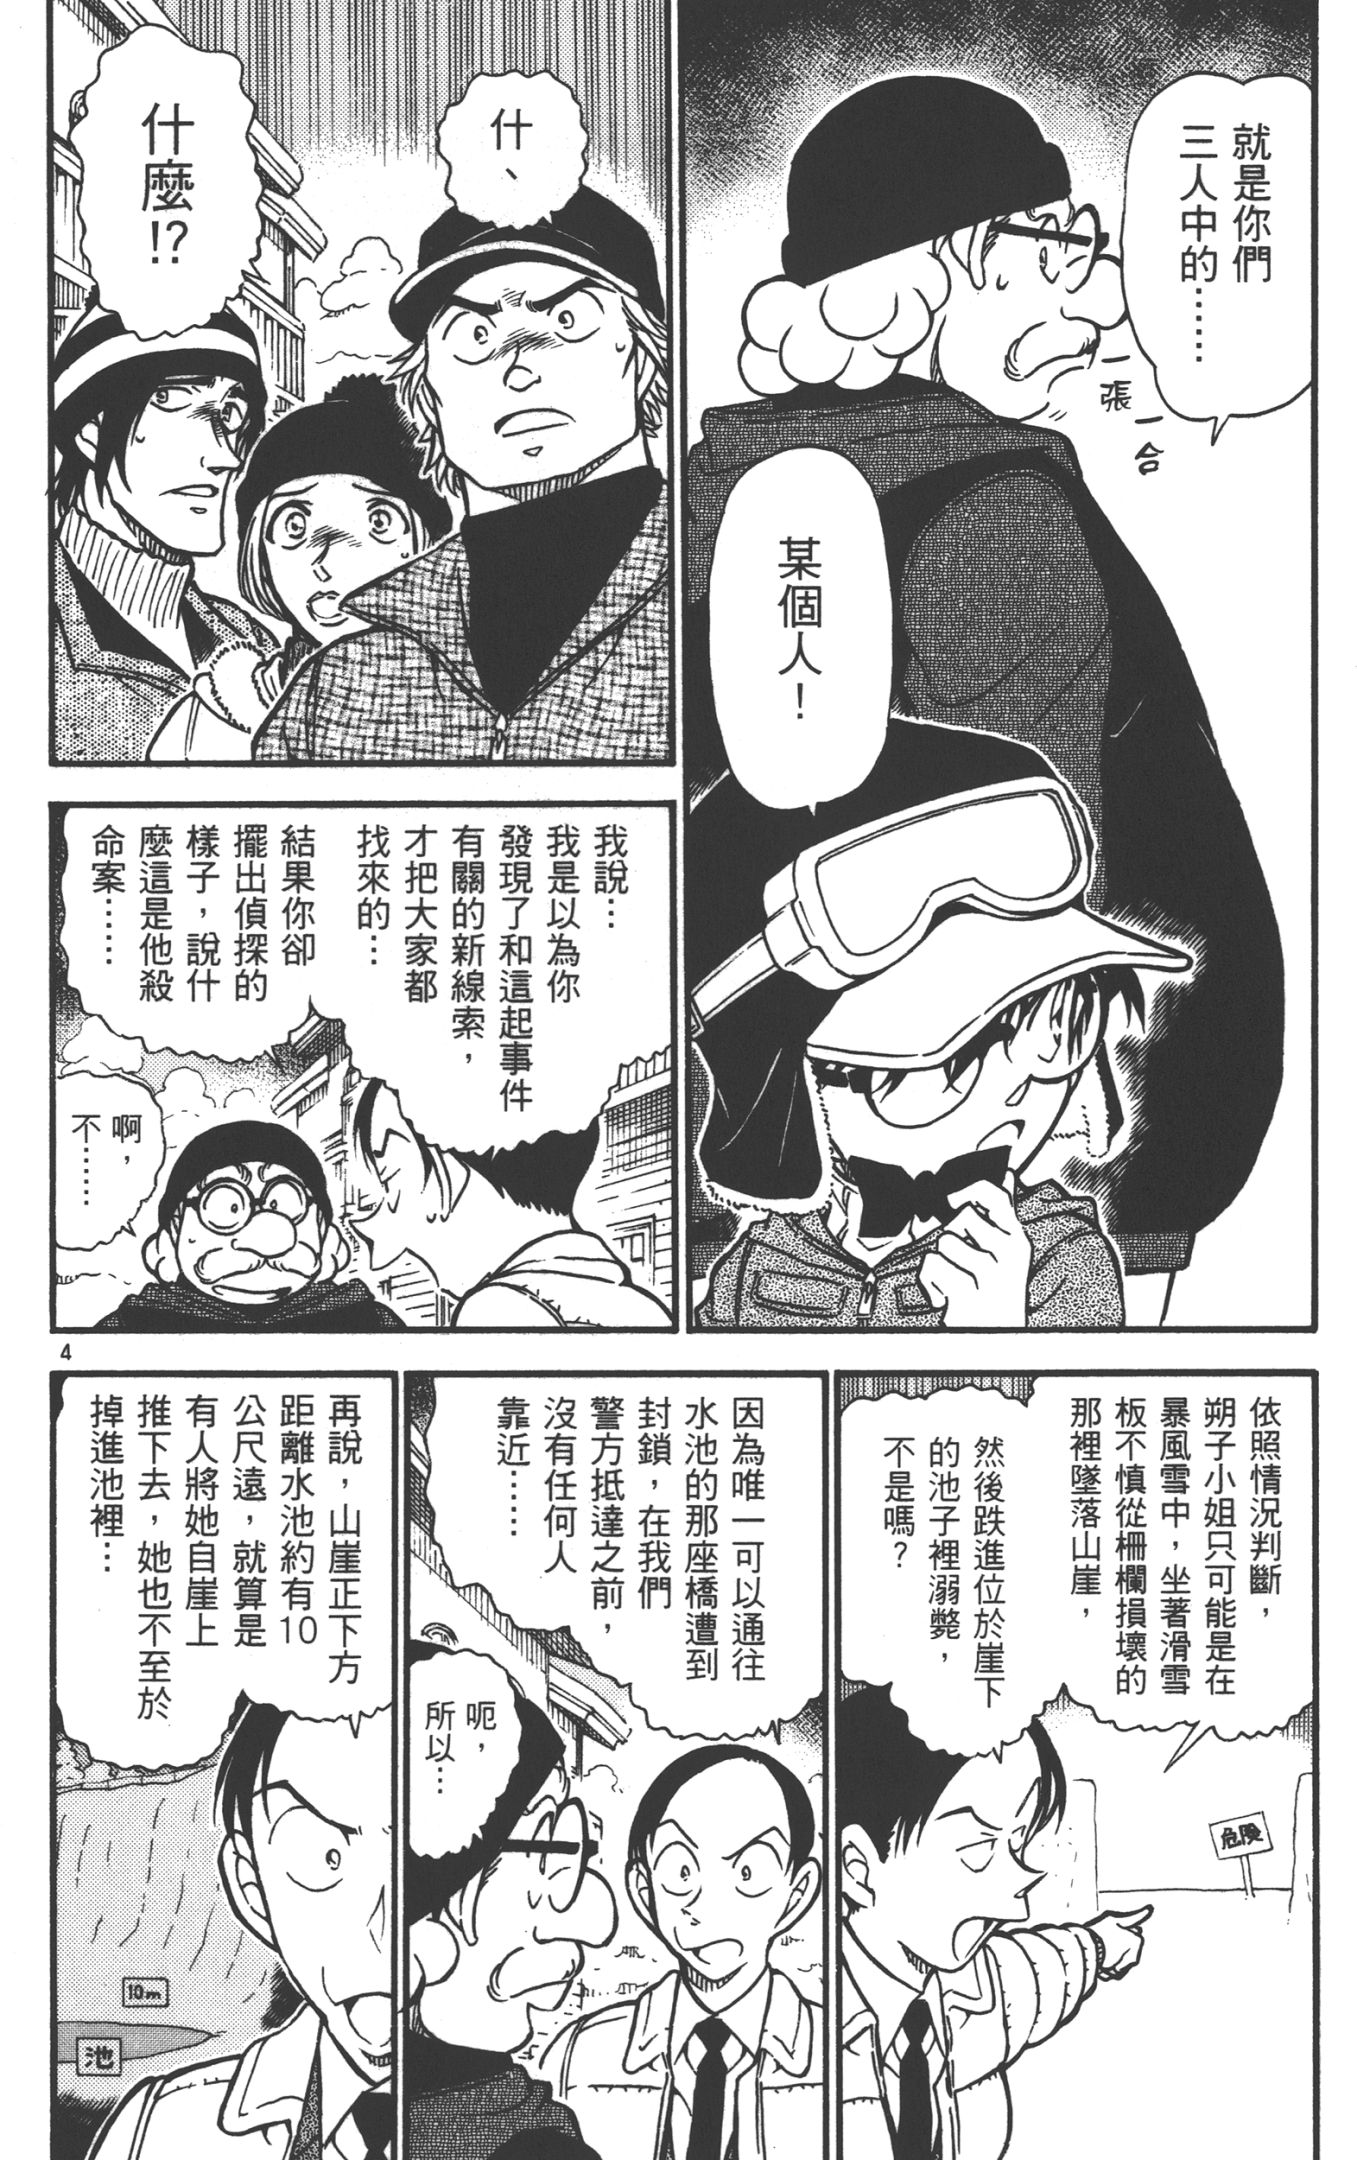 就是你們
三人中的……
一張
一合
某個人！
什、
什麼!?
我說…
我是以為你
發現了和這起事件
有關的新線索，
才把大家都
找來的…
結果你卻
擺出偵探的
樣子，說什
麼這是他殺
命案……
啊，
不……
4
依照情況判斷，
朔子小姐只可能是在
暴風雪中，坐著滑雪
板不慎從柵欄損壞的
那裡墜落山崖，
然後跌進位於崖下
的池子裡溺斃，
不是嗎？
危險
因為唯一可以通往
水池的那座橋遭到
封鎖，在我們
警方抵達之前，
沒有任何人
靠近……
呃，
所以…
再說，山崖正下方
距離水池約有10
公尺遠，就算是
有人將她自崖上
推下去，她也不至於
掉進池裡…
10m
池